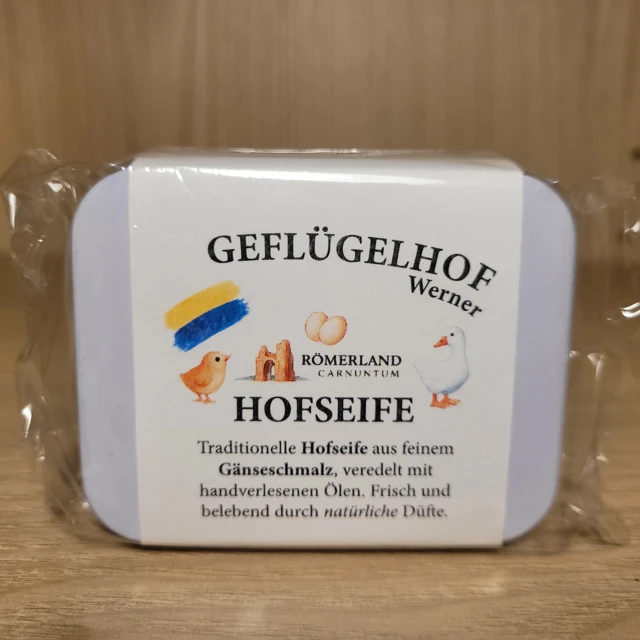 GEFLÜGELHOF
Werner
RÖMERLAND
CARNUNTUM
HOFSEIFE
Traditionelle Hofseife aus feinem
Gänseschmalz, veredelt mit
handverlesenen Ölen. Frisch und
belebend durch natürliche Düfte.